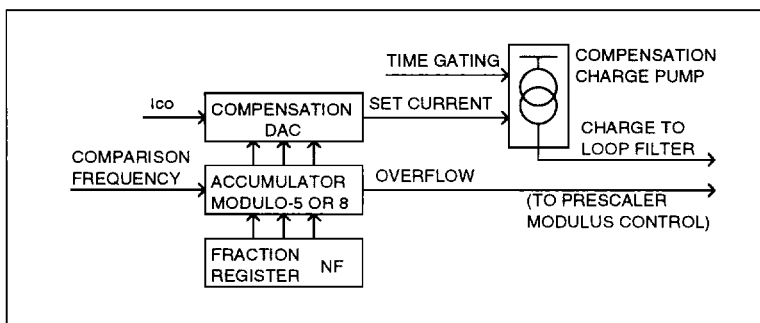 TIME GATING
COMPENSATION
CHARGE PUMP
Ico
COMPENSATION
DAC
SET CURRENT
CHARGE TO
LOOP FILTER
COMPARISON
FREQUENCY
ACCUMULATOR
MODULO-5 OR 8
OVERFLOW
(TO PRESCALER
MODULUS CONTROL)
FRACTION
REGISTER NF